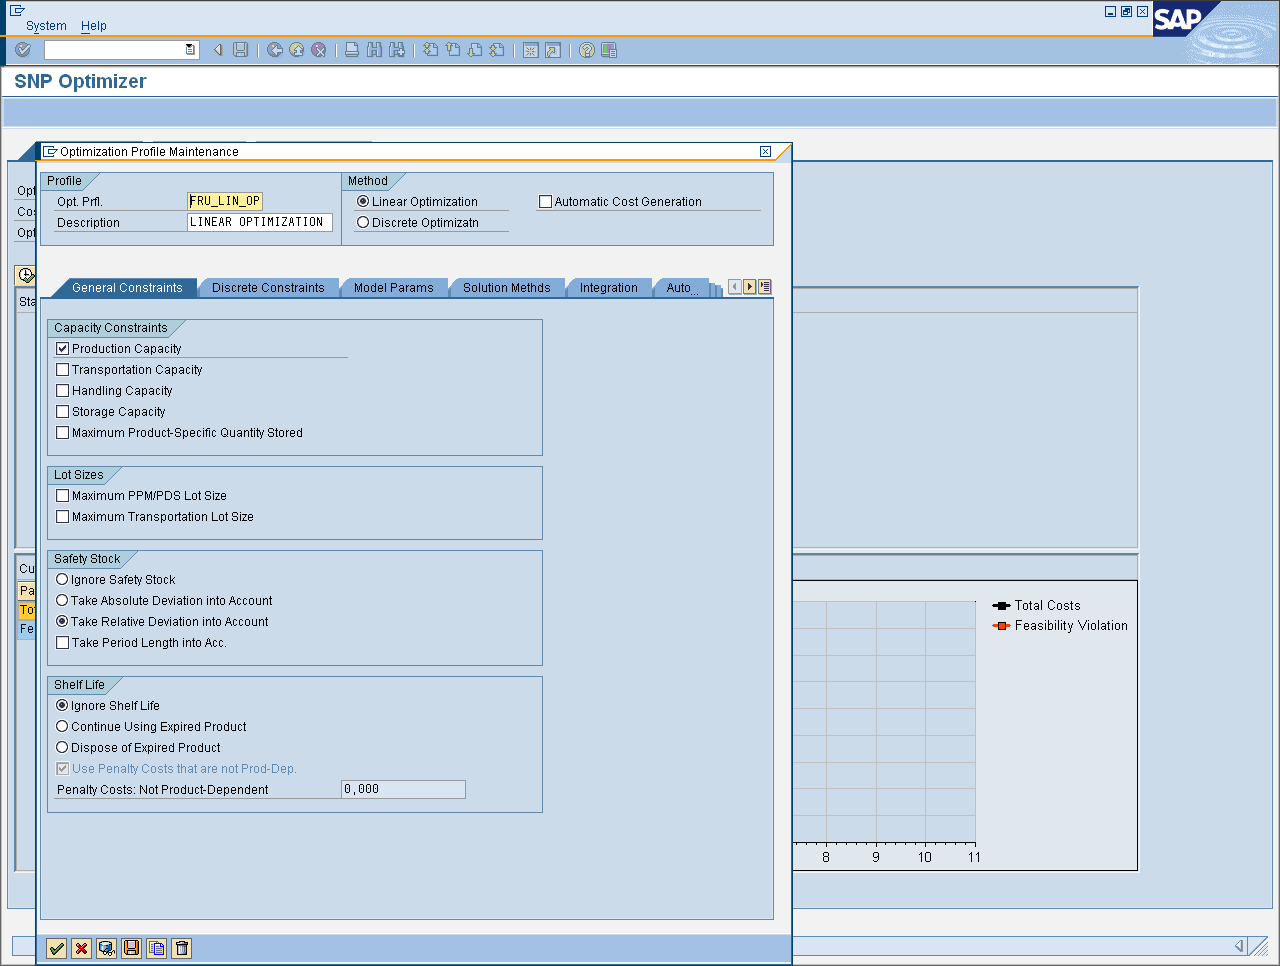 System Help
SAP
SNP Optimizer
Optimization Profile Maintenance
Profile
Method
Opt. Prfl. FRU_LIN_OP
Linear Optimization
Automatic Cost Generation
Description LINEAR OPTIMIZATION
Discrete Optimizatn
Opt
Cos
Opt
General Constraints Discrete Constraints Model Params Solution Methds Integration Auto...
Sta
Capacity Constraints
Production Capacity
Transportation Capacity
Handling Capacity
Storage Capacity
Maximum Product-Specific Quantity Stored
Lot Sizes
Maximum PPM/PDS Lot Size
Maximum Transportation Lot Size
Safety Stock
Ignore Safety Stock
Take Absolute Deviation into Account
Take Relative Deviation into Account
Take Period Length into Acc.
Cu
Pa
Tot
Fe
Shelf Life
Ignore Shelf Life
Continue Using Expired Product
Dispose of Expired Product
Use Penalty Costs that are not Prod-Dep.
Penalty Costs: Not Product-Dependent 0,000
Total Costs
Feasibility Violation
8 9 10 11